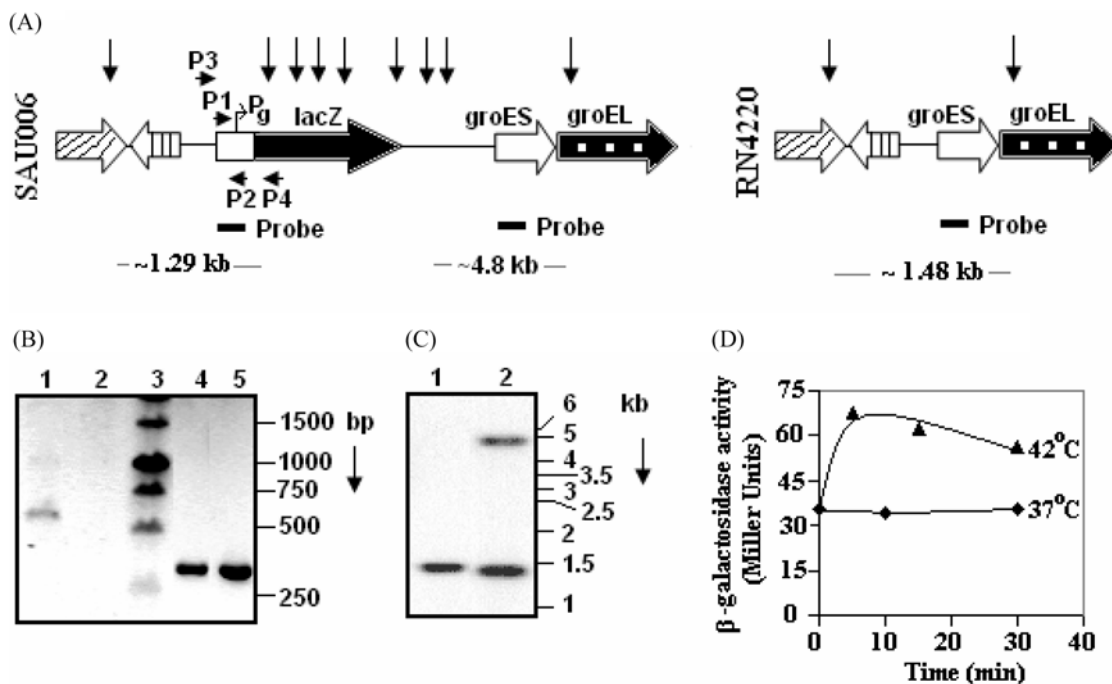 (A)
P3
P1
Pg
lacZ
groES
groEL
groES
groEL
SAU006
RN4220
P2
P4
Probe
Probe
Probe
~1.29 kb
~4.8 kb
~ 1.48 kb
(B)
1 2 3 4 5
1500 bp
1000
750
500
250
(C)
1 2
kb
6
5
4
3.5
3
2.5
2
1.5
1
(D)
β-galactosidase activity
(Miller Units)
75
60
45
30
15
0
42°C
37°C
0 10 20 30 40
Time (min)